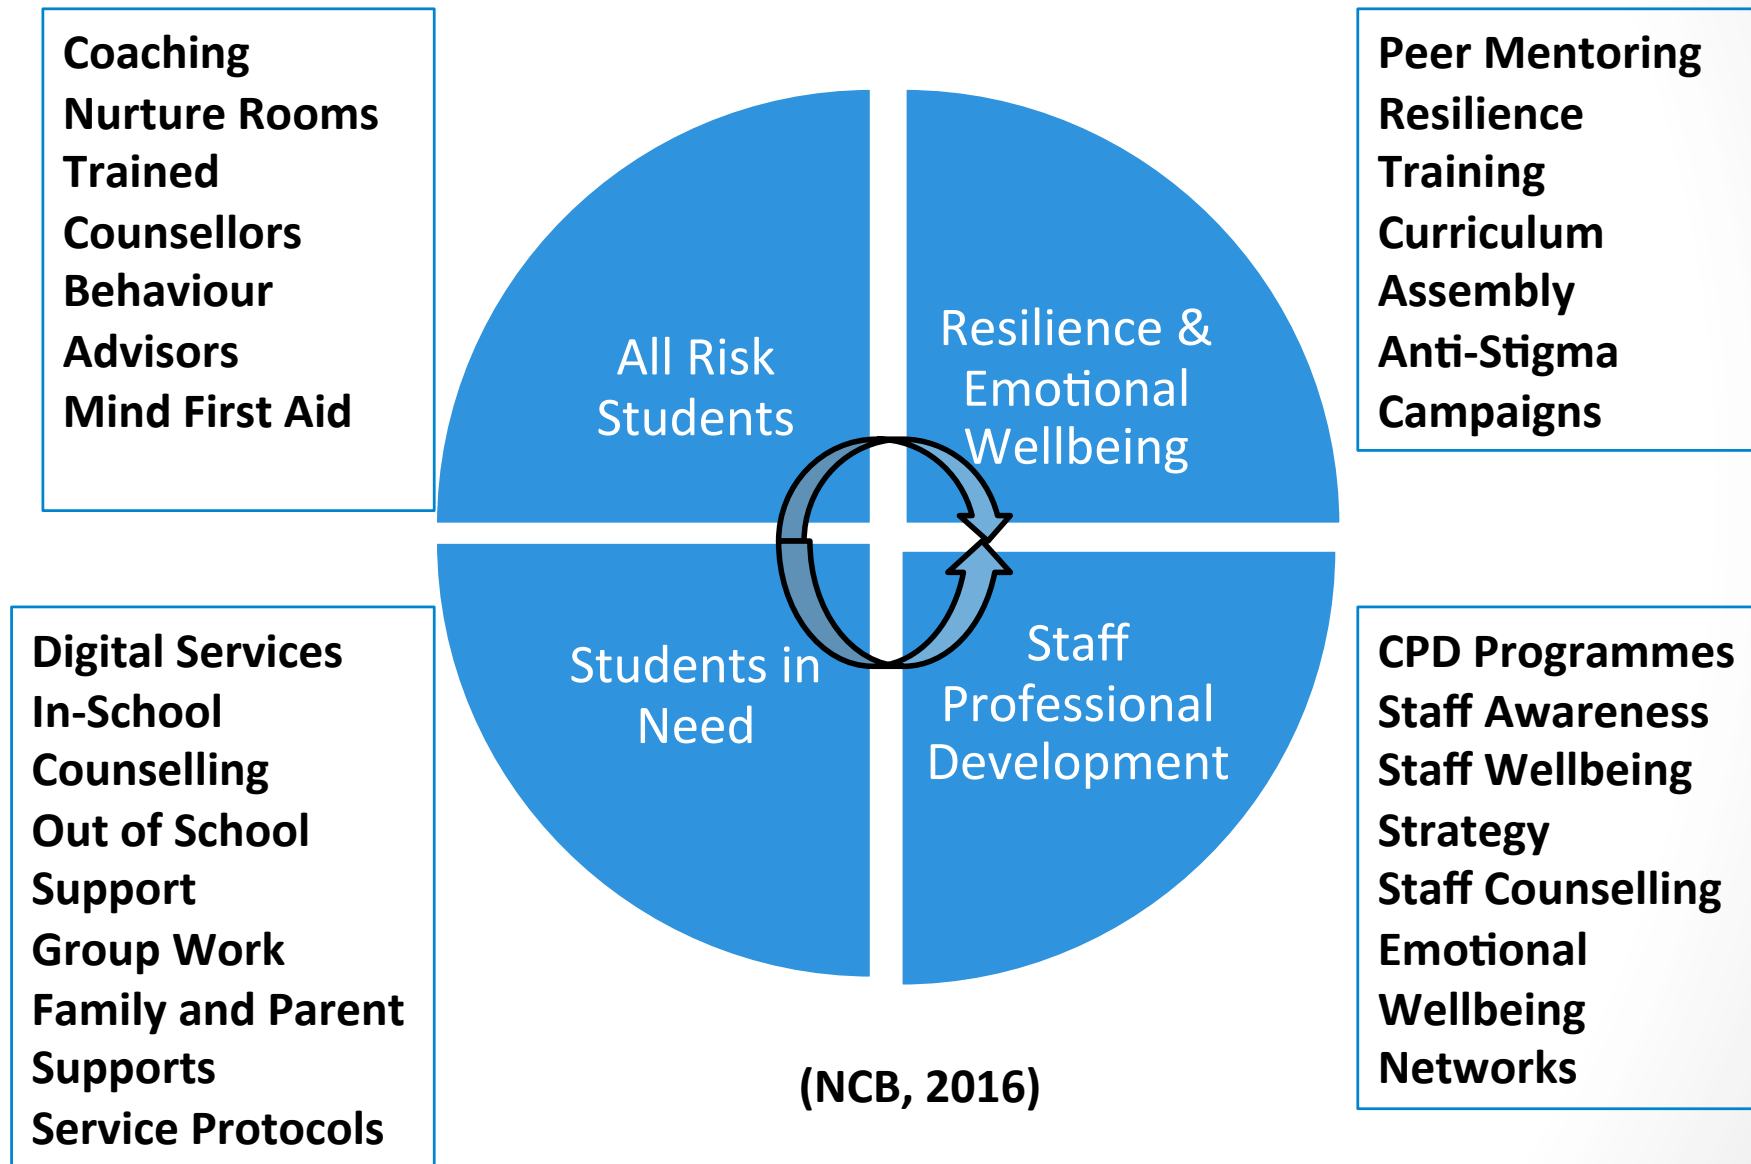 Coaching
Nurture Rooms
Trained
Counsellors
Behaviour
Advisors
Mind First Aid
Peer Mentoring
Resilience
Training
Curriculum
Assembly
Anti-Stigma
Campaigns
All Risk
Students
Resilience &
Emotional
Wellbeing
Students in
Need
Staff
Professional
Development
Digital Services
In-School
Counselling
Out of School
Support
Group Work
Family and Parent
Supports
Service Protocols
CPD Programmes
Staff Awareness
Staff Wellbeing
Strategy
Staff Counselling
Emotional
Wellbeing
Networks
(NCB, 2016)